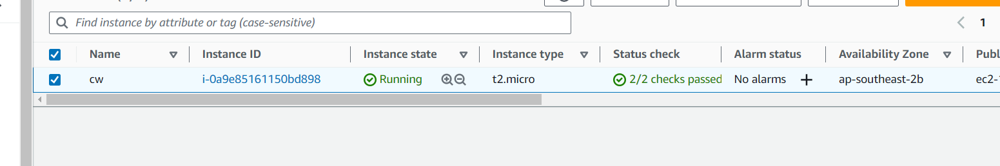 Find instance by attribute or tag (case-sensitive)
1
Name Instance ID Instance state Instance type Status check Alarm status Availability Zone Publ
cw i-0a9e85161150bd898 Running t2.micro 2/2 checks passed No alarms + ap-southeast-2b ec2-